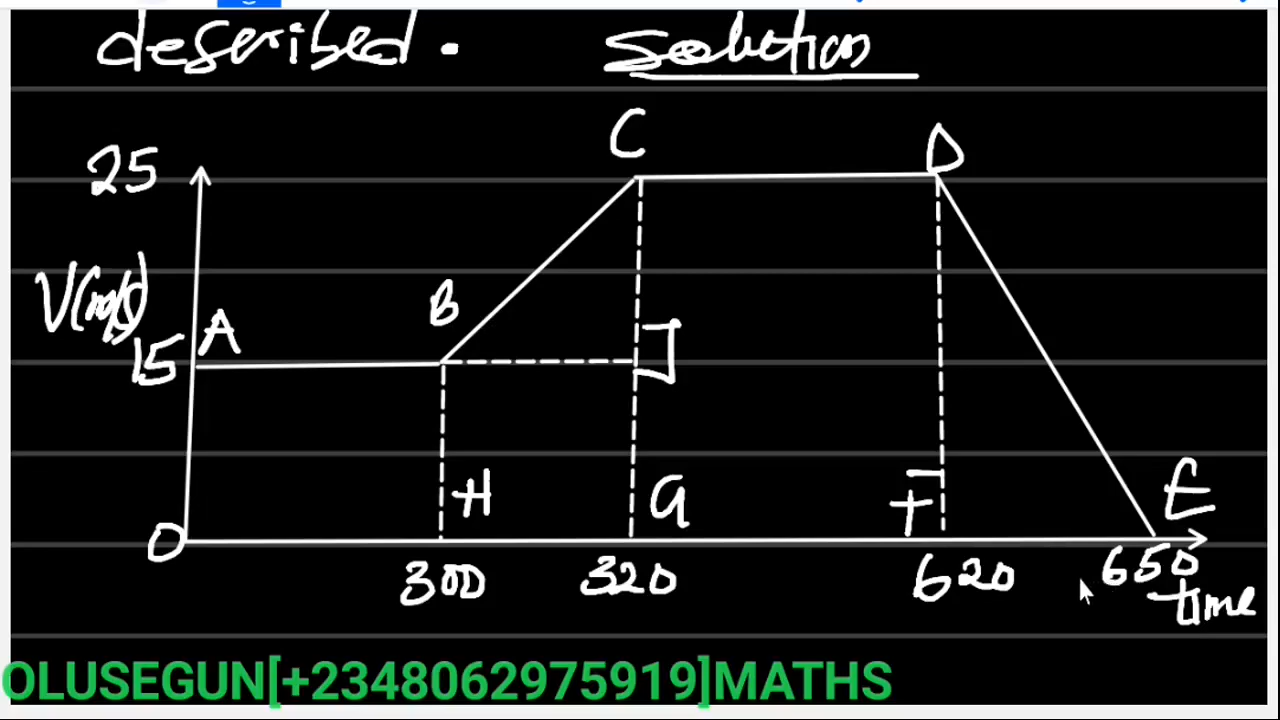 described. Solution
C D
25
B
V(m/s) A
15 J
H G F E
O
300 320 620 650
time
OLUSEGUN[+2348062975919]MATHS